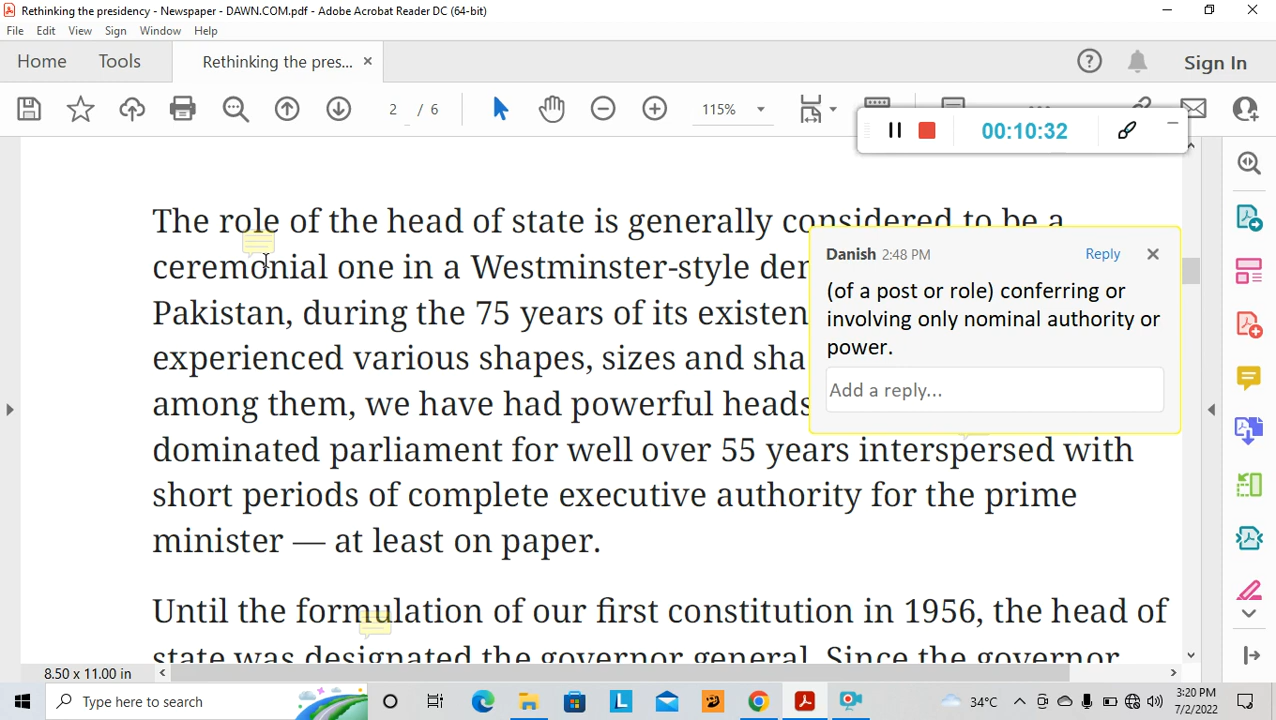 Rethinking the presidency - Newspaper - DAWN.COM.pdf - Adobe Acrobat Reader DC (64-bit)
File Edit View Sign Window Help
Home Tools Rethinking the pres... Sign In
2 / 6 115%
00:10:32
The role of the head of state is generally considered to be a
ceremonial one in a Westminster-style
Pakistan, during the 75 years of its
experienced various shapes, sizes and
among them, we have had powerful heads
dominated parliament for well over 55 years interspersed with
short periods of complete executive authority for the prime
minister — at least on paper.
Until the formulation of our first constitution in 1956, the head of
state was designated the governor general. Since the governor
Danish 2:48 PM Reply
(of a post or role) conferring or
involving only nominal authority or
power.
Add a reply...
8.50 x 11.00 in
Type here to search
34°C
3:20 PM
7/2/2022